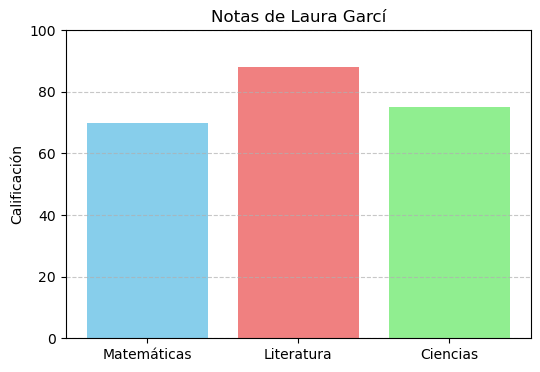 Notas de Laura Garcí
Calificación
100
80
60
40
20
0
Matemáticas
Literatura
Ciencias